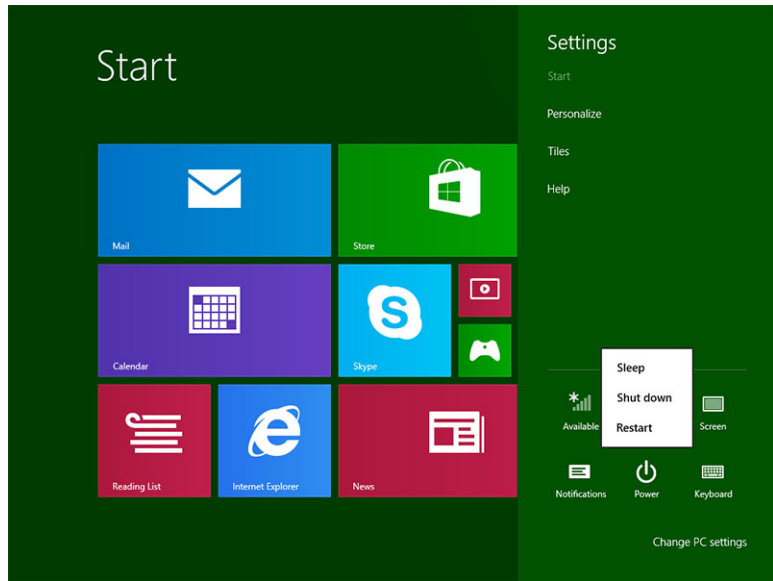 Start
Mail
Store
Calendar
Skype
Reading List
Internet Explorer
News
Settings
Start
Personalize
Tiles
Help
Sleep
Shut down
Restart
Available
Screen
Notifications
Power
Keyboard
Change PC settings